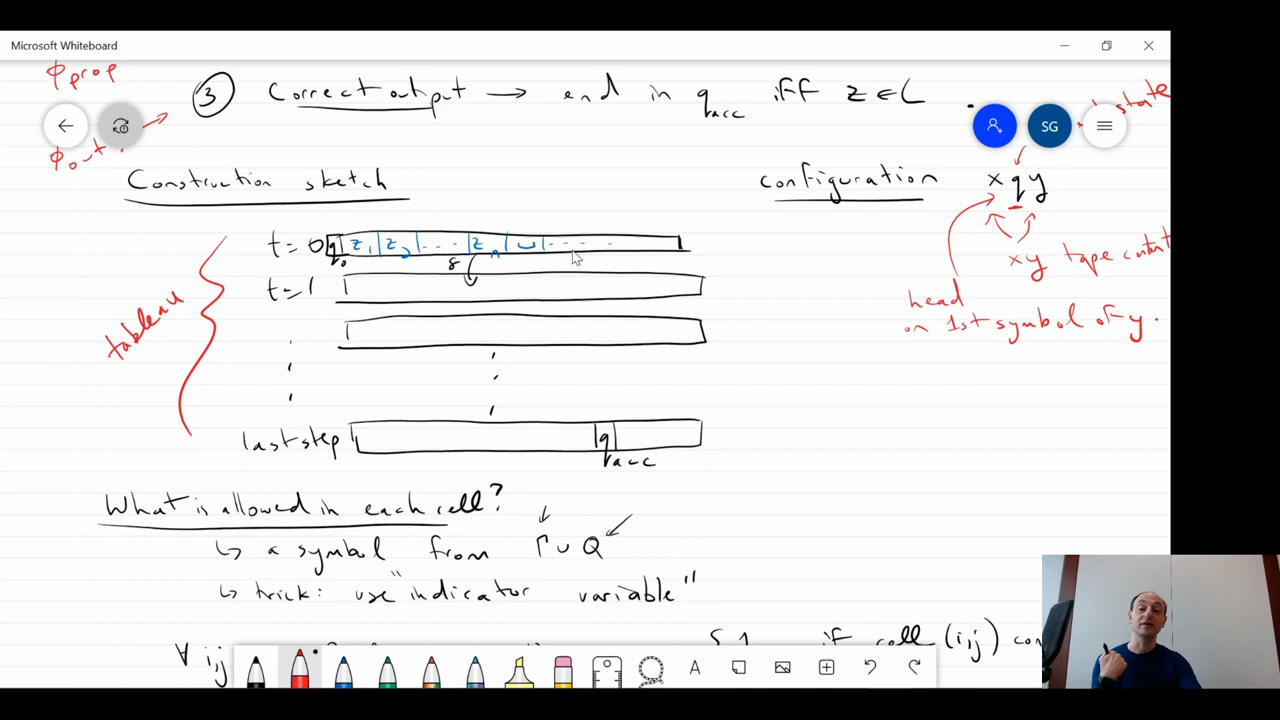 Microsoft Whiteboard
ϕprop
③ Correct output → end in qacc iff z ∈ L .
SG
state
ϕout
Construction sketch
configuration x q y
t=0 q0 z1 z2 ... zn ⊔ ...
xy tape content
δ
t=1
head
on 1st symbol of y.
tableau
last step qacc
What is allowed in each cell?
↳ a symbol from Γ ∪ Q
↳ trick: use "indicator variable"
∀ i,j
if cell (i,j) con
A